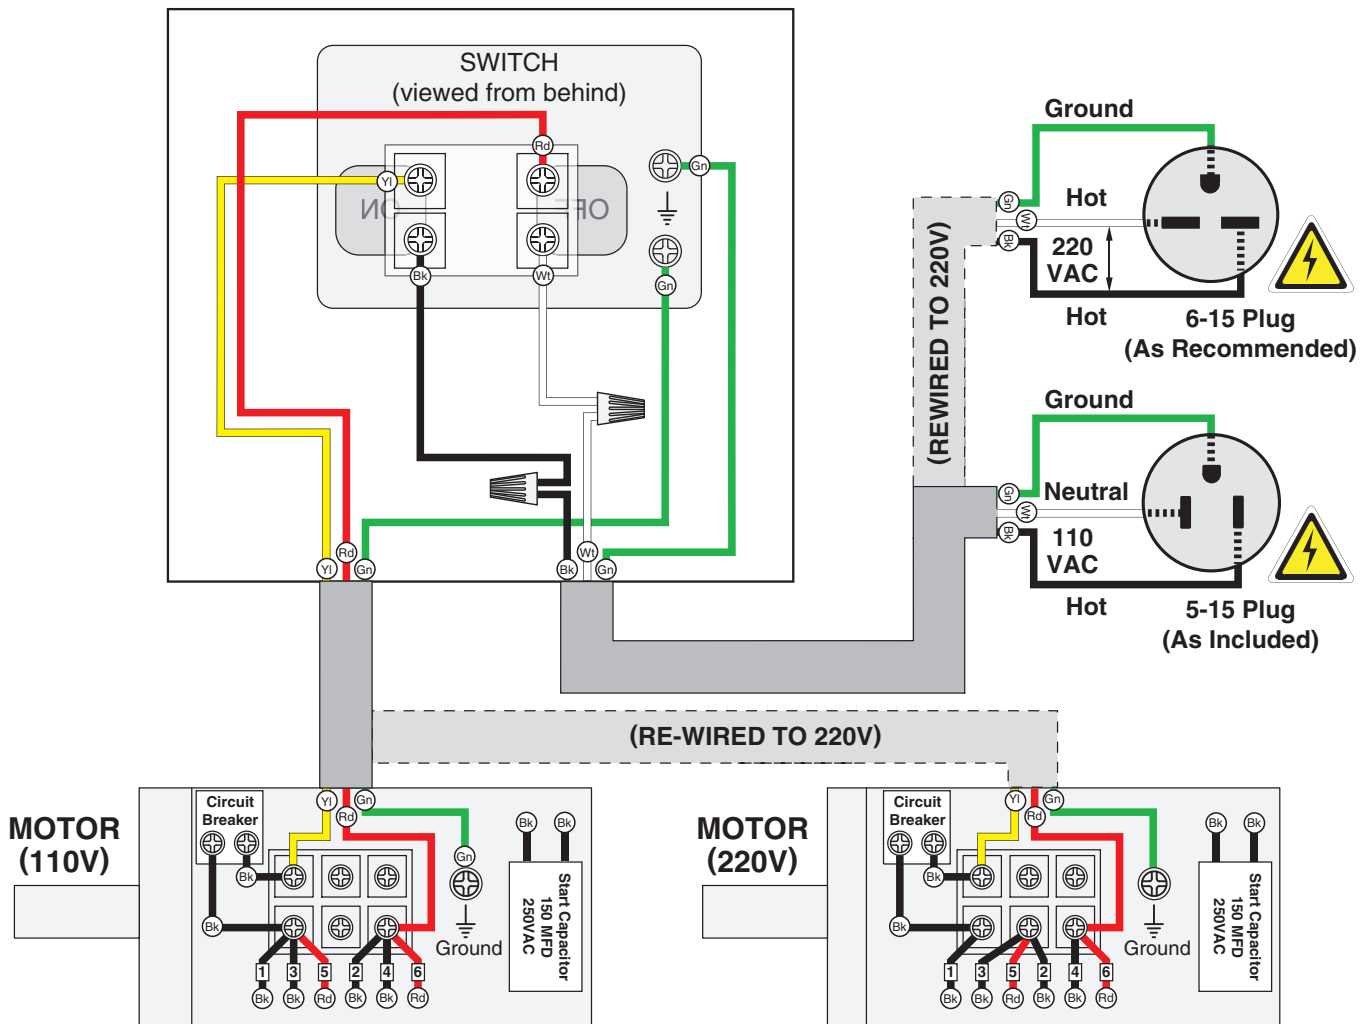 SWITCH
(viewed from behind)
Rd
Yl
Gn
ON
OFF
Bk
Wt
Gn
Yl
Rd
Gn
Bk
Wt
Gn
(REWIRED TO 220V)
Ground
Gn
Hot
Wt
Bk
220
VAC
Hot
6-15 Plug
(As Recommended)
Ground
Gn
Neutral
Wt
Bk
110
VAC
Hot
5-15 Plug
(As Included)
(RE-WIRED TO 220V)
MOTOR
(110V)
Circuit
Breaker
Yl
Rd
Gn
Bk
Bk
Gn
Ground
Bk
Bk
Start Capacitor
150 MFD
250VAC
1 3 5 2 4 6
Bk Bk Rd Bk Bk Rd
MOTOR
(220V)
Circuit
Breaker
Yl
Rd
Gn
Bk
Bk
Ground
Bk
Bk
Start Capacitor
150 MFD
250VAC
1 3 5 2 4 6
Bk Bk Rd Bk Bk Rd